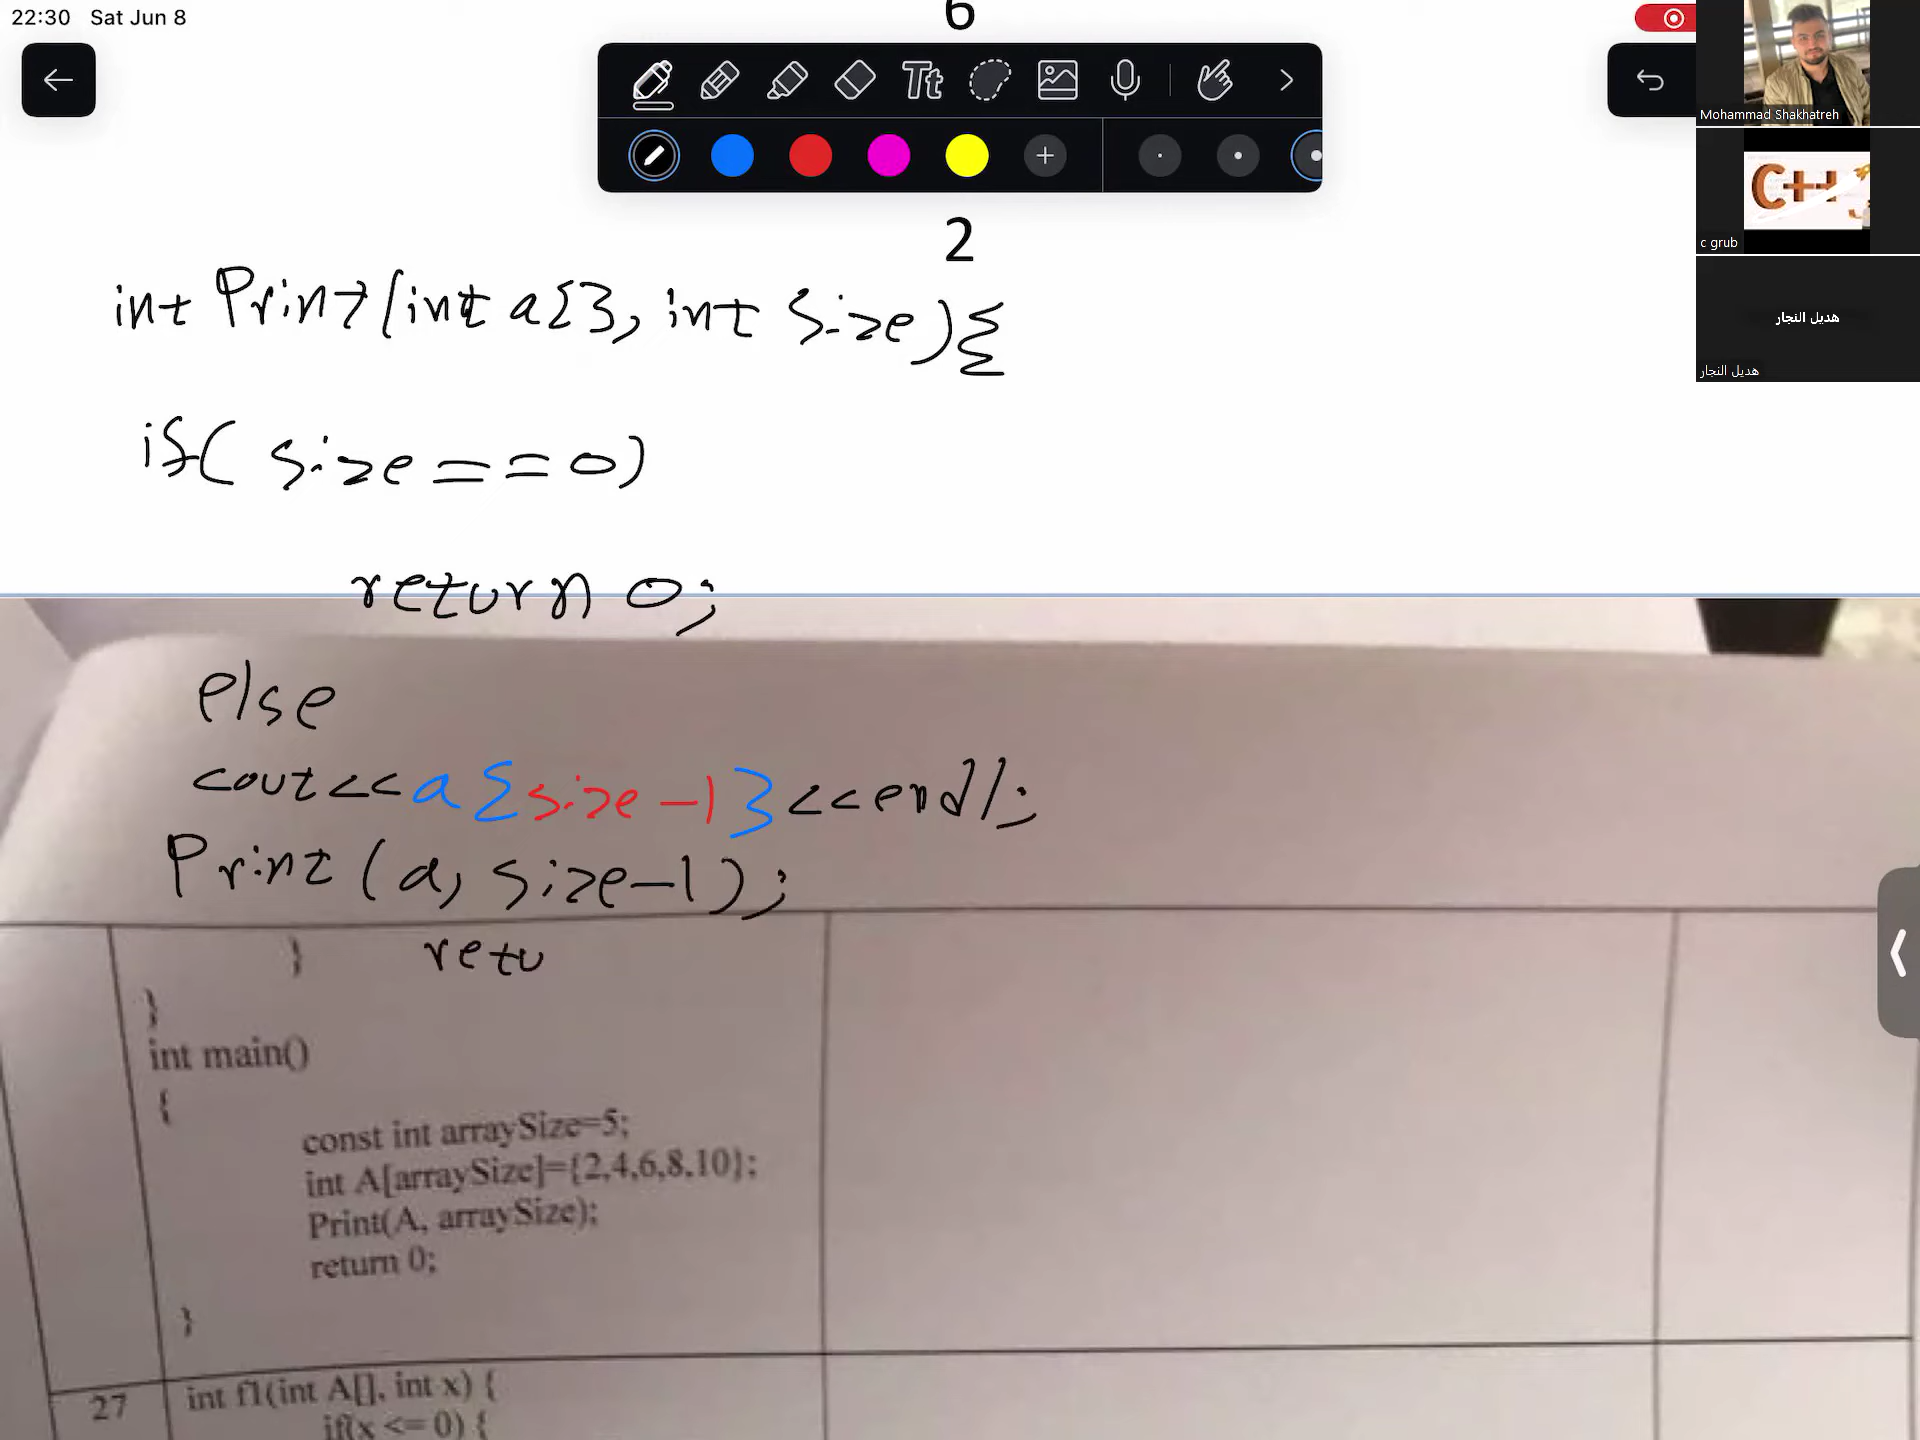 22:30 Sat Jun 8
6
Tt
Mohammad Shakhatreh
C++
c grub
هديل النجار
هديل النجار
2
int Print(int a[], int size){
if( size == 0)
return 0;
else
cout<<a[size-1]<<endl;
Print(a, size-1);
retu
}
}
int main()
{
const int arraySize=5;
int A[arraySize]={2,4,6,8,10};
Print(A, arraySize);
return 0;
}
27
int f1(int A[], int x) {
if(x <= 0) {